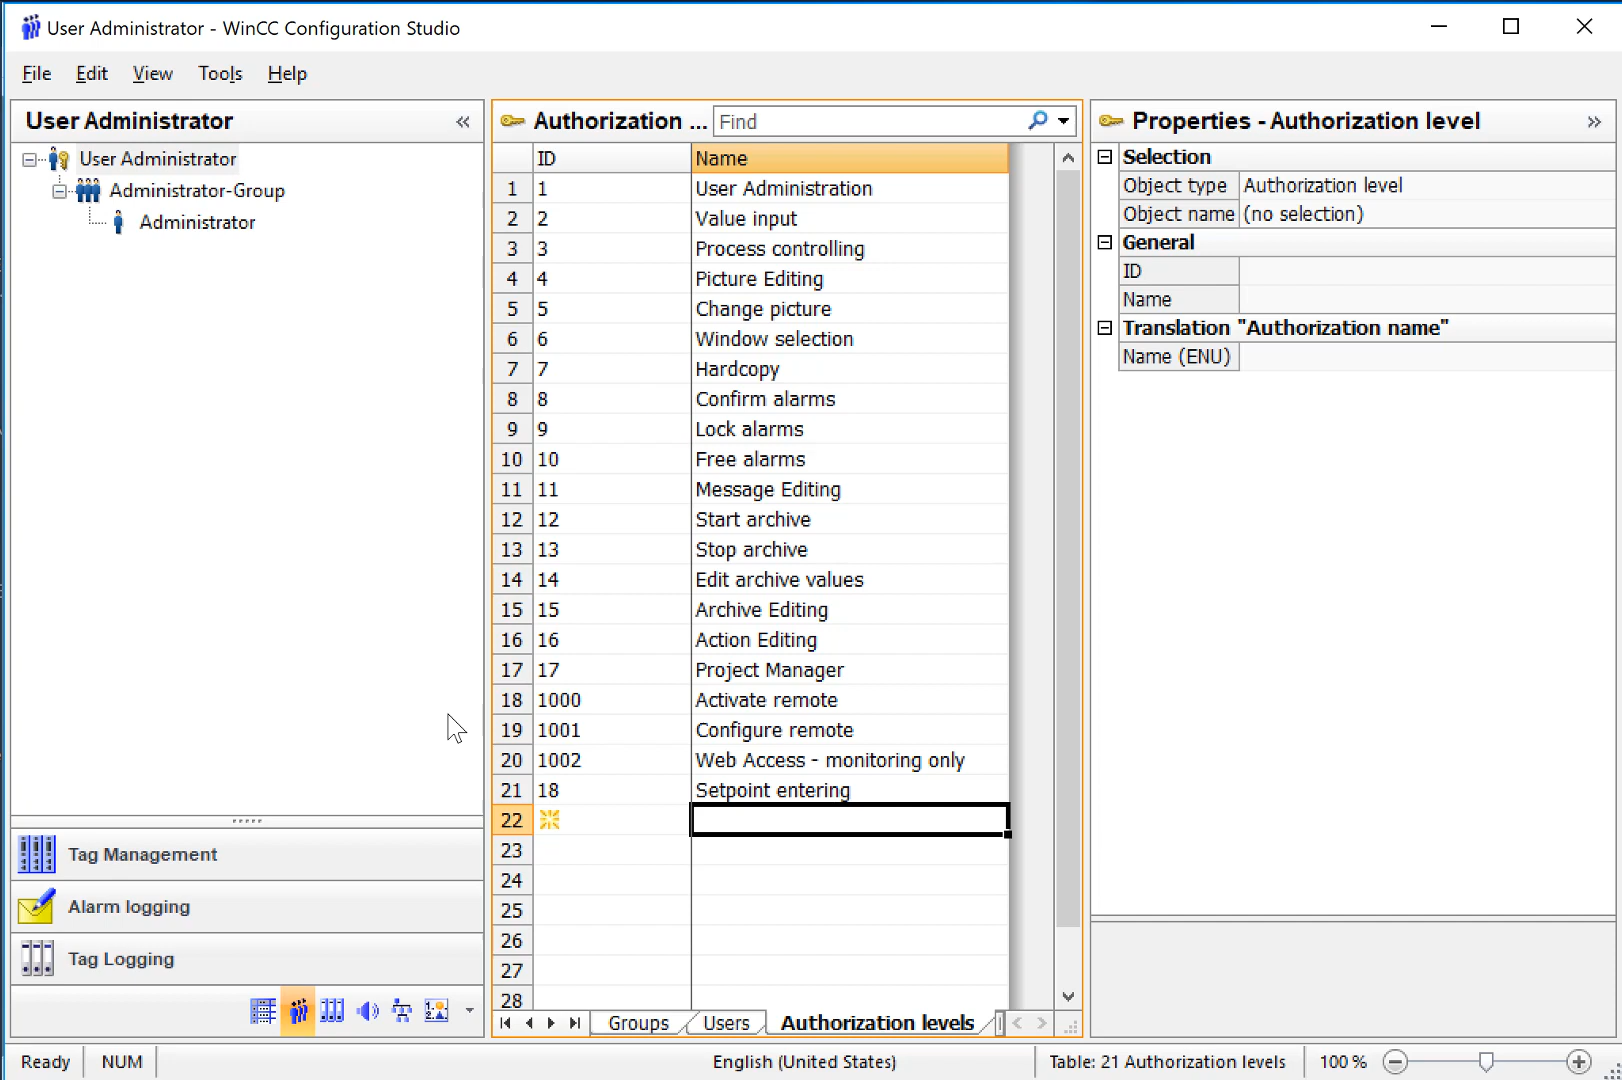 User Administrator - WinCC Configuration Studio
File Edit View Tools Help
User Administrator «
User Administrator
Administrator-Group
Administrator
Tag Management
Alarm logging
Tag Logging
Authorization ... Find
ID Name
1 1 User Administration
2 2 Value input
3 3 Process controlling
4 4 Picture Editing
5 5 Change picture
6 6 Window selection
7 7 Hardcopy
8 8 Confirm alarms
9 9 Lock alarms
10 10 Free alarms
11 11 Message Editing
12 12 Start archive
13 13 Stop archive
14 14 Edit archive values
15 15 Archive Editing
16 16 Action Editing
17 17 Project Manager
18 1000 Activate remote
19 1001 Configure remote
20 1002 Web Access - monitoring only
21 18 Setpoint entering
22
23
24
25
26
27
28
Groups Users Authorization levels
Properties - Authorization level »
Selection
Object type Authorization level
Object name (no selection)
General
ID
Name
Translation "Authorization name"
Name (ENU)
Ready NUM English (United States) Table: 21 Authorization levels 100 %